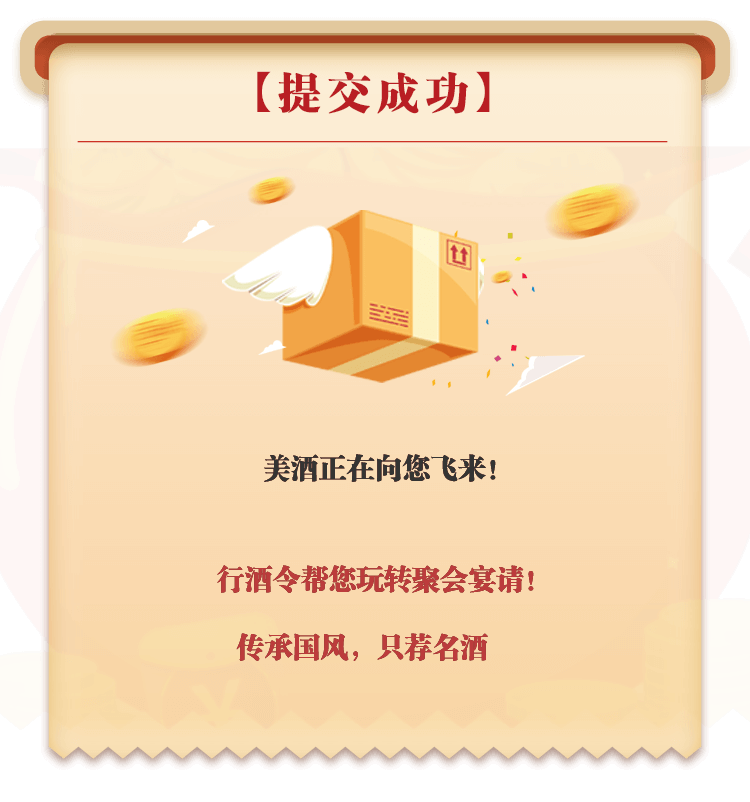 【提交成功】
美酒正在向您飞来！
行酒令帮您玩转聚会宴请！
传承国风，只荐名酒